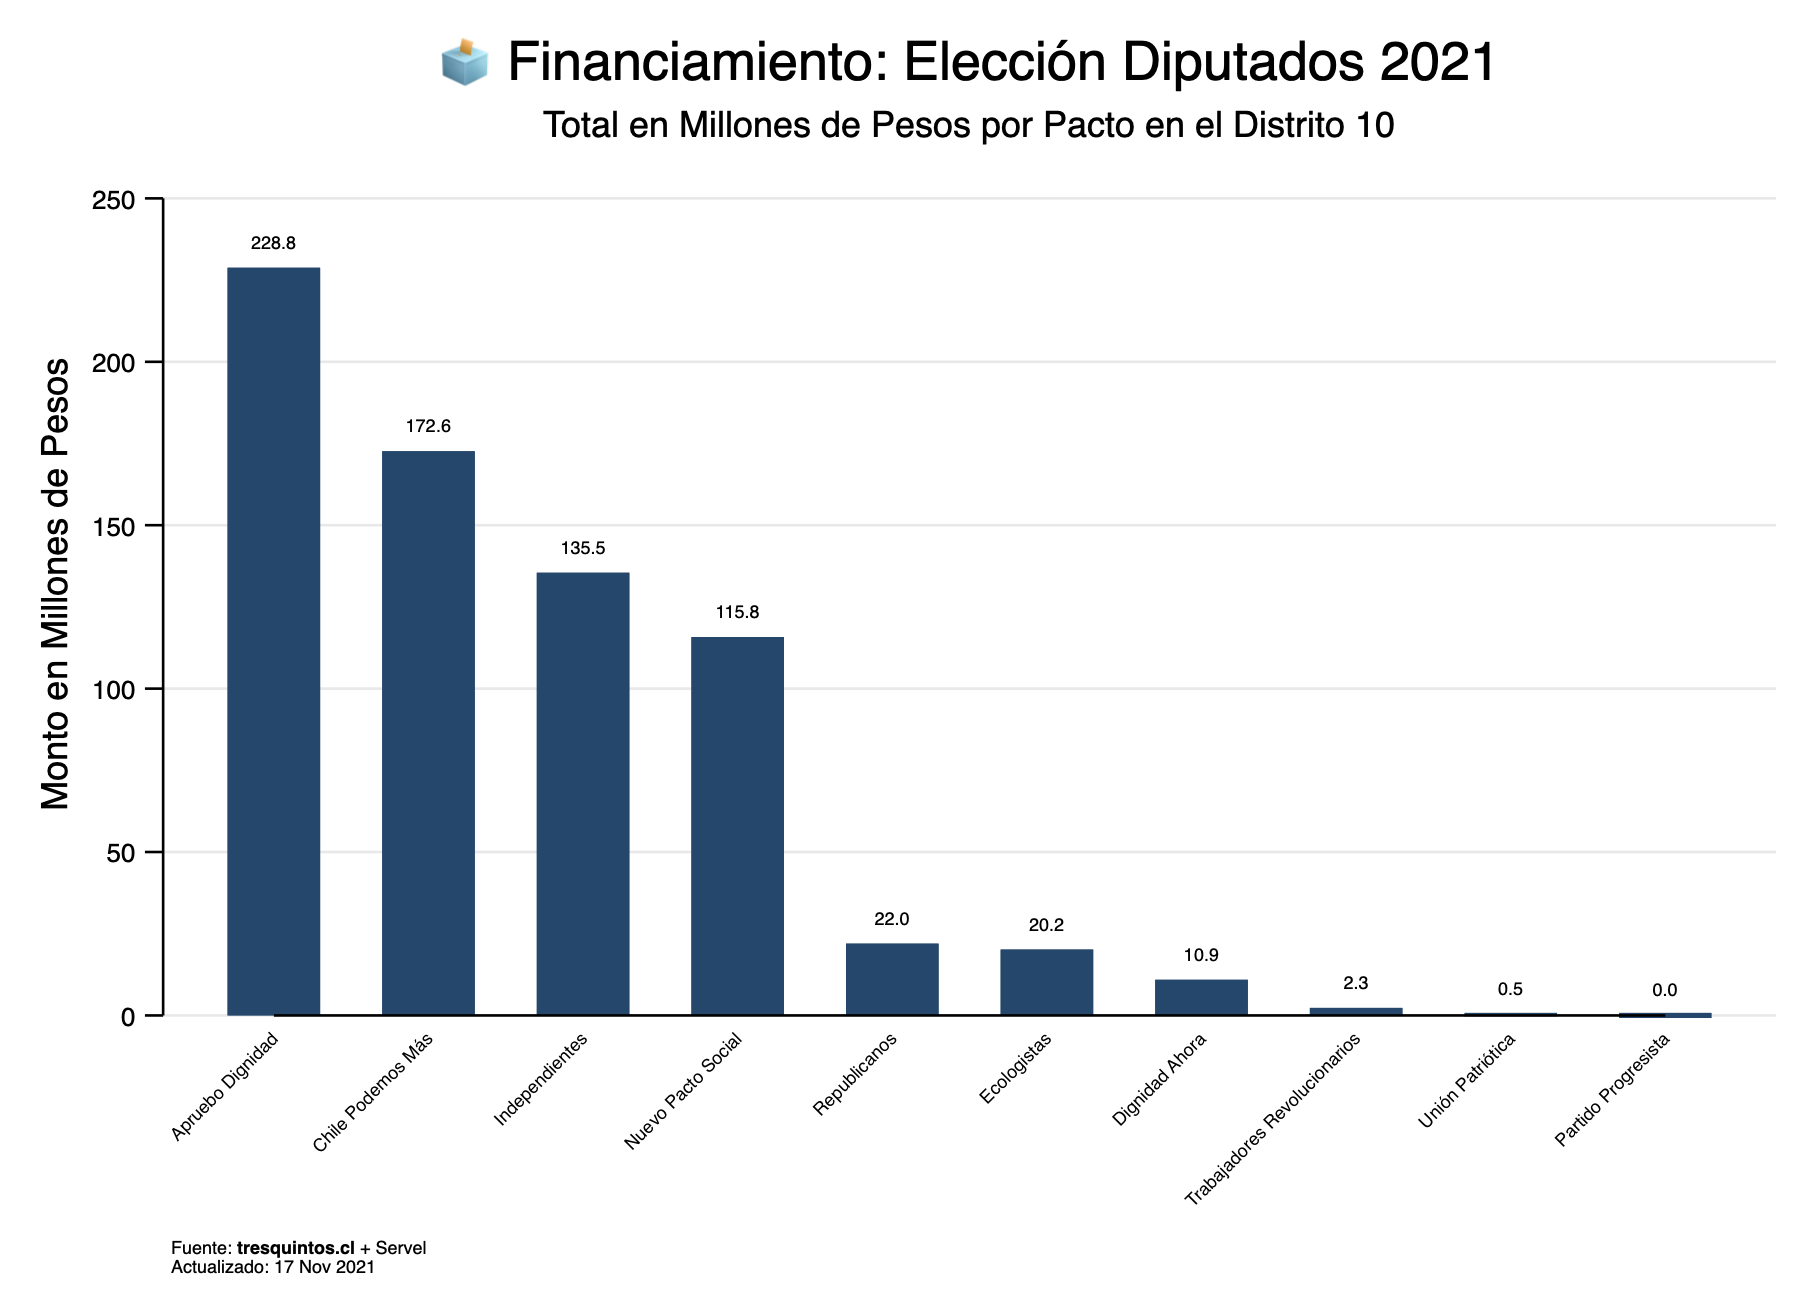 Financiamiento: Elección Diputados 2021
Total en Millones de Pesos por Pacto en el Distrito 10
Monto en Millones de Pesos
250
200
150
100
50
0
228.8
172.6
135.5
115.8
22.0
20.2
10.9
2.3
0.5
0.0
Apruebo Dignidad
Chile Podemos Más
Independientes
Nuevo Pacto Social
Republicanos
Ecologistas
Dignidad Ahora
Trabajadores Revolucionarios
Unión Patriótica
Partido Progresista
Fuente: tresquintos.cl + Servel
Actualizado: 17 Nov 2021